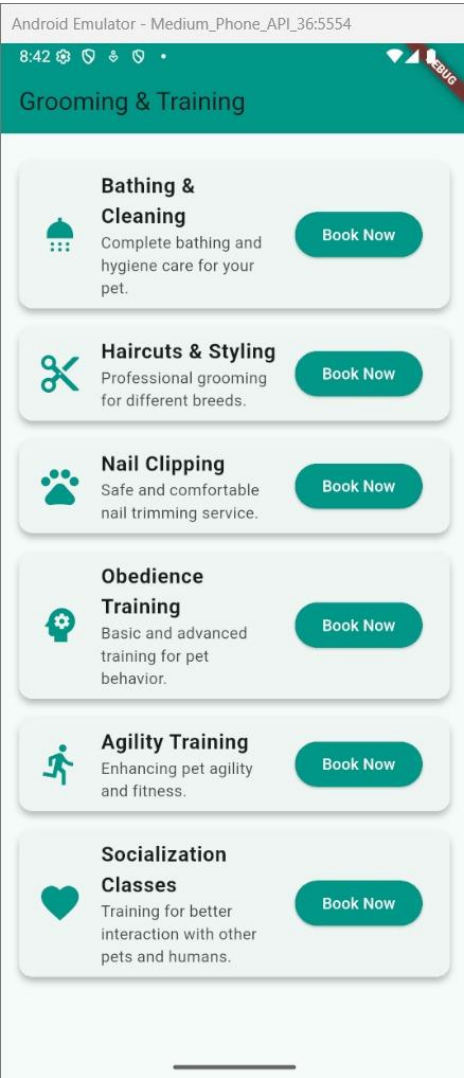 Android Emulator - Medium_Phone_API_36:5554
8:42
Grooming & Training
Bathing &
Cleaning
Complete bathing and
hygiene care for your
pet.
Book Now
Haircuts & Styling
Professional grooming
for different breeds.
Book Now
Nail Clipping
Safe and comfortable
nail trimming service.
Book Now
Obedience
Training
Basic and advanced
training for pet
behavior.
Book Now
Agility Training
Enhancing pet agility
and fitness.
Book Now
Socialization
Classes
Training for better
interaction with other
pets and humans.
Book Now